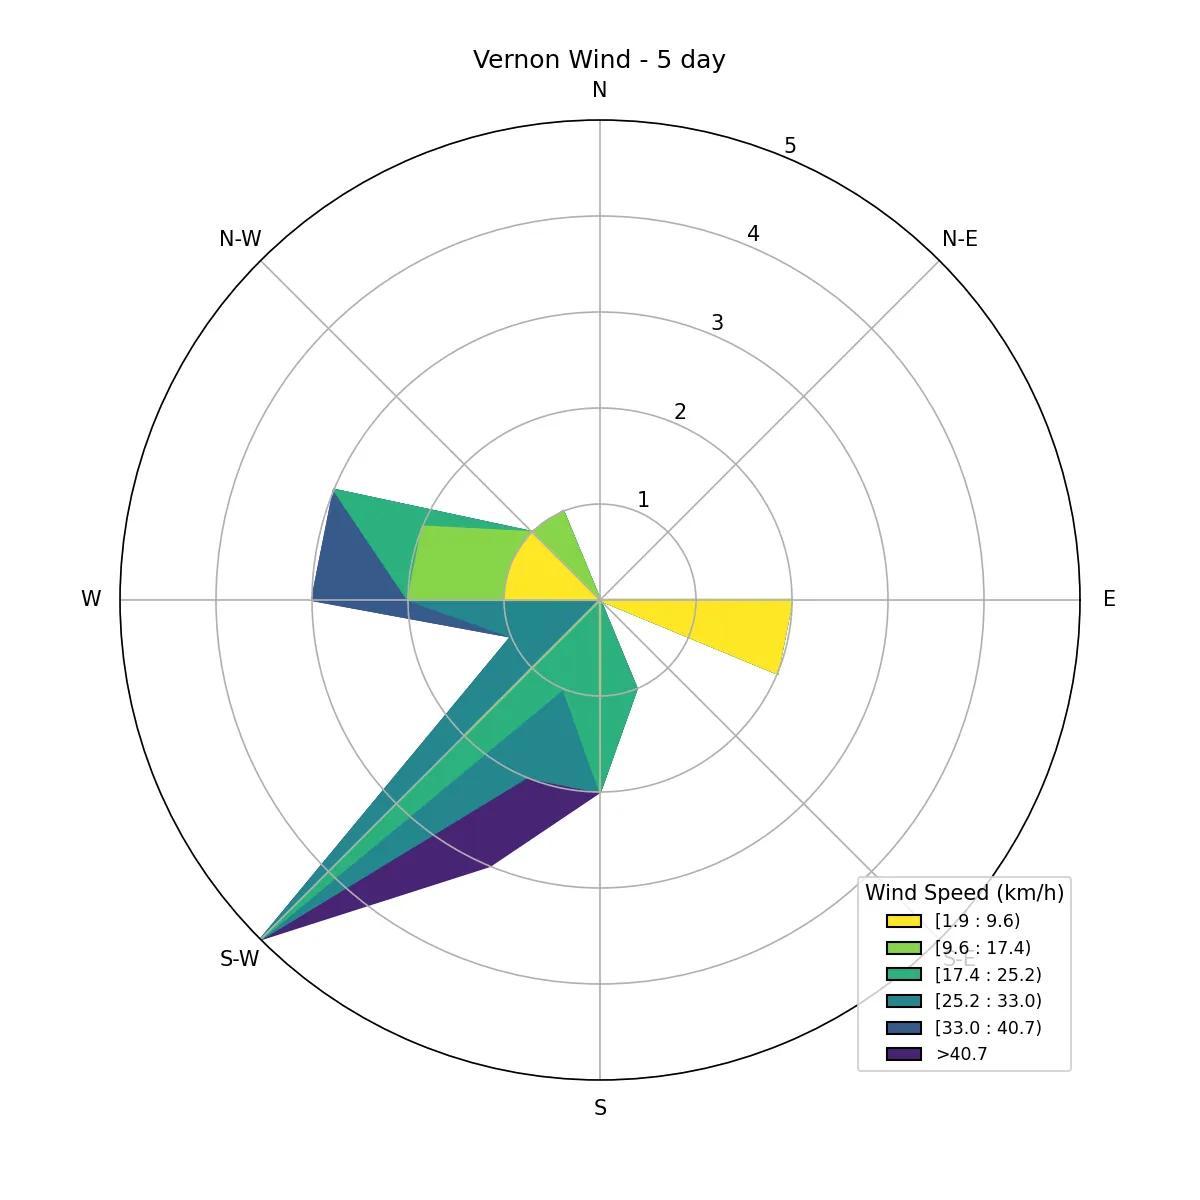 Vernon Wind - 5 day
N
5
N-W
N-E
4
3
2
1
W
E
S-W
S-E
Wind Speed (km/h)
[1.9 : 9.6)
[9.6 : 17.4)
[17.4 : 25.2)
[25.2 : 33.0)
[33.0 : 40.7)
>40.7
S